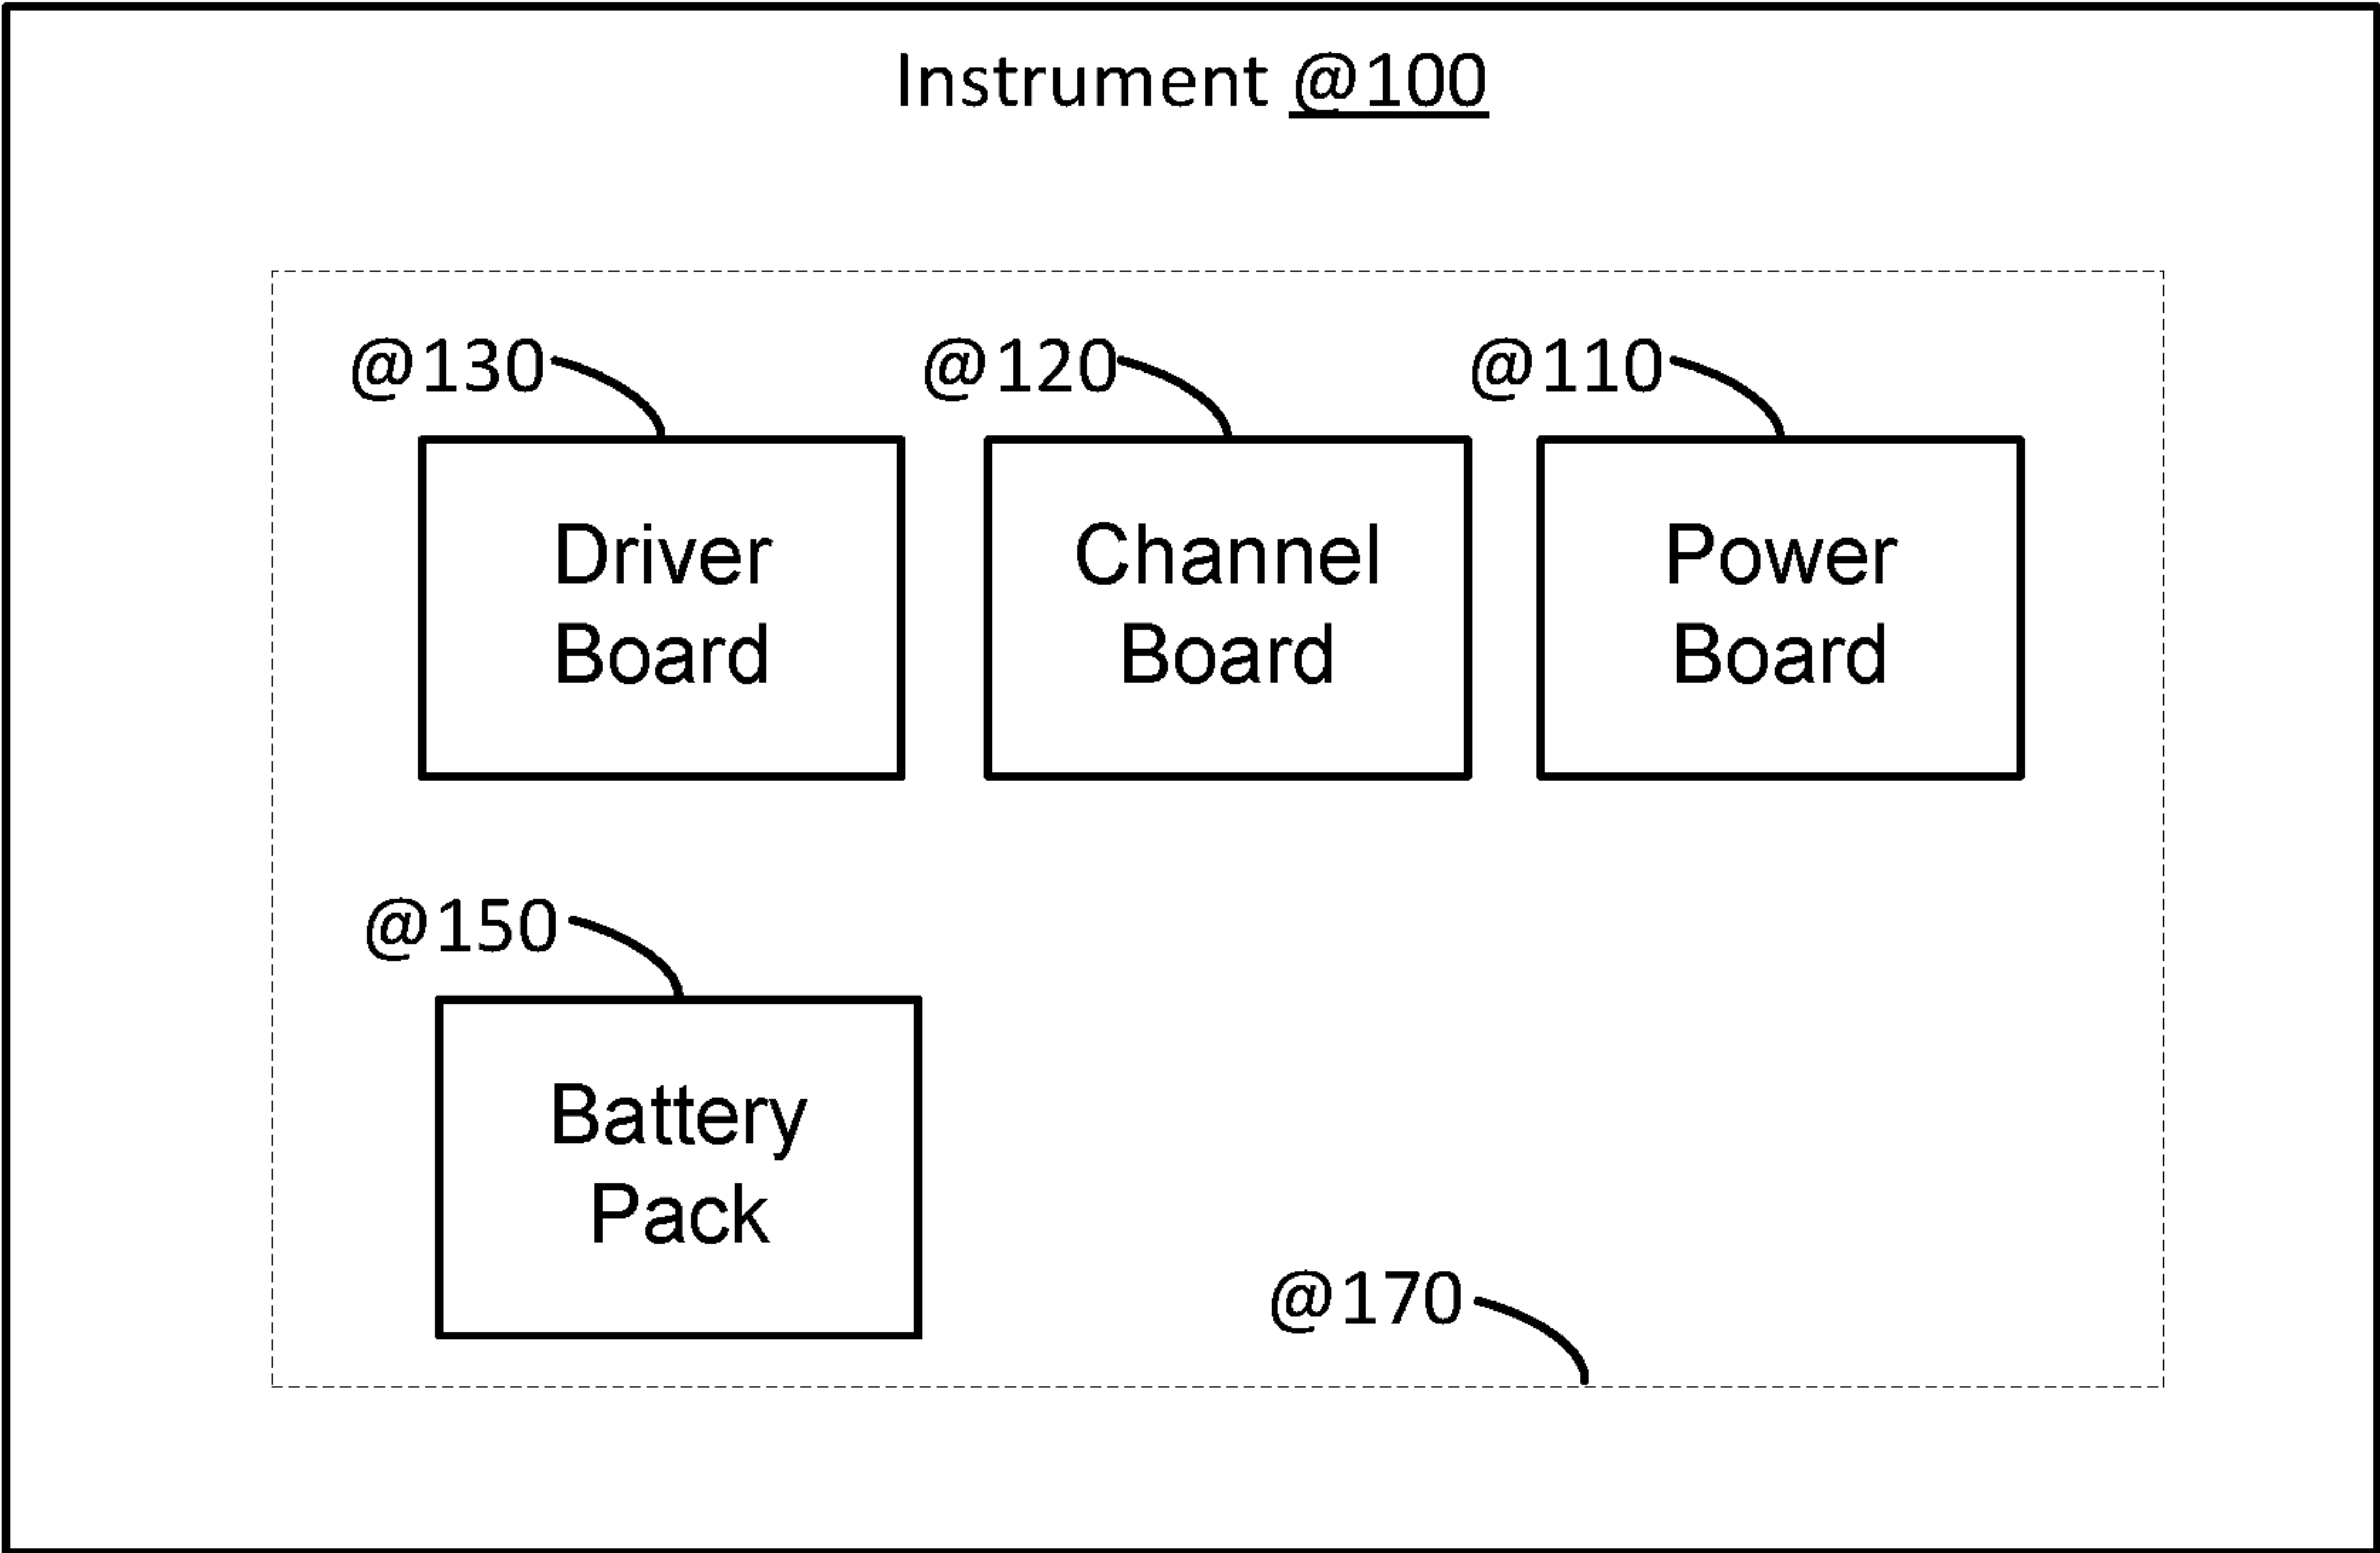 Instrument @100
@130
@120
@110
Driver
Board
Channel
Board
Power
Board
@150
Battery
Pack
@170